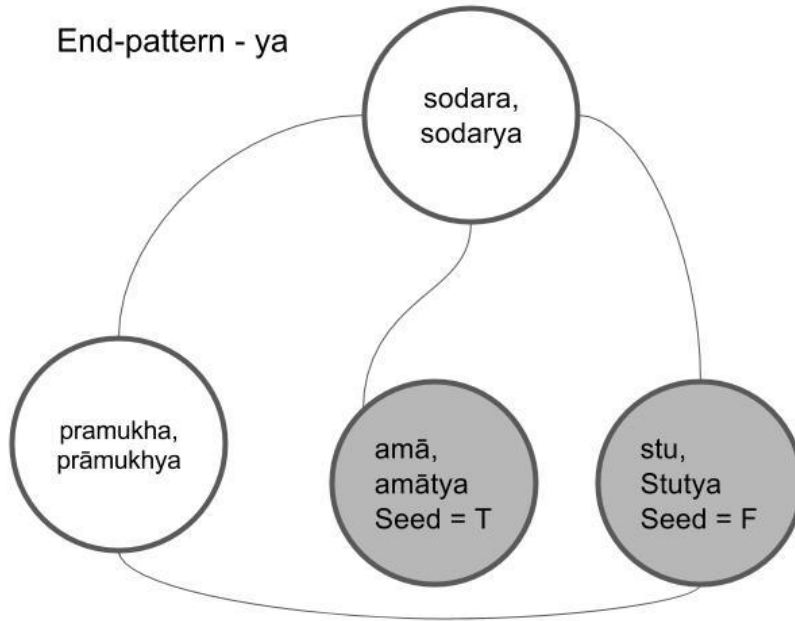 End-pattern - ya
sodara,
sodarya
pramukha,
prāmukhya
amā,
amātya
Seed = T
stu,
Stutya
Seed = F